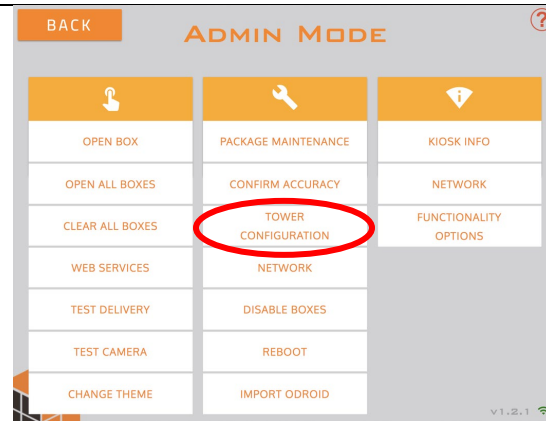 BACK
ADMIN MODE
?
OPEN BOX
OPEN ALL BOXES
CLEAR ALL BOXES
WEB SERVICES
TEST DELIVERY
TEST CAMERA
CHANGE THEME
PACKAGE MAINTENANCE
CONFIRM ACCURACY
TOWER
CONFIGURATION
NETWORK
DISABLE BOXES
REBOOT
IMPORT ODROID
i
KIOSK INFO
NETWORK
FUNCTIONALITY
OPTIONS
v1.2.1